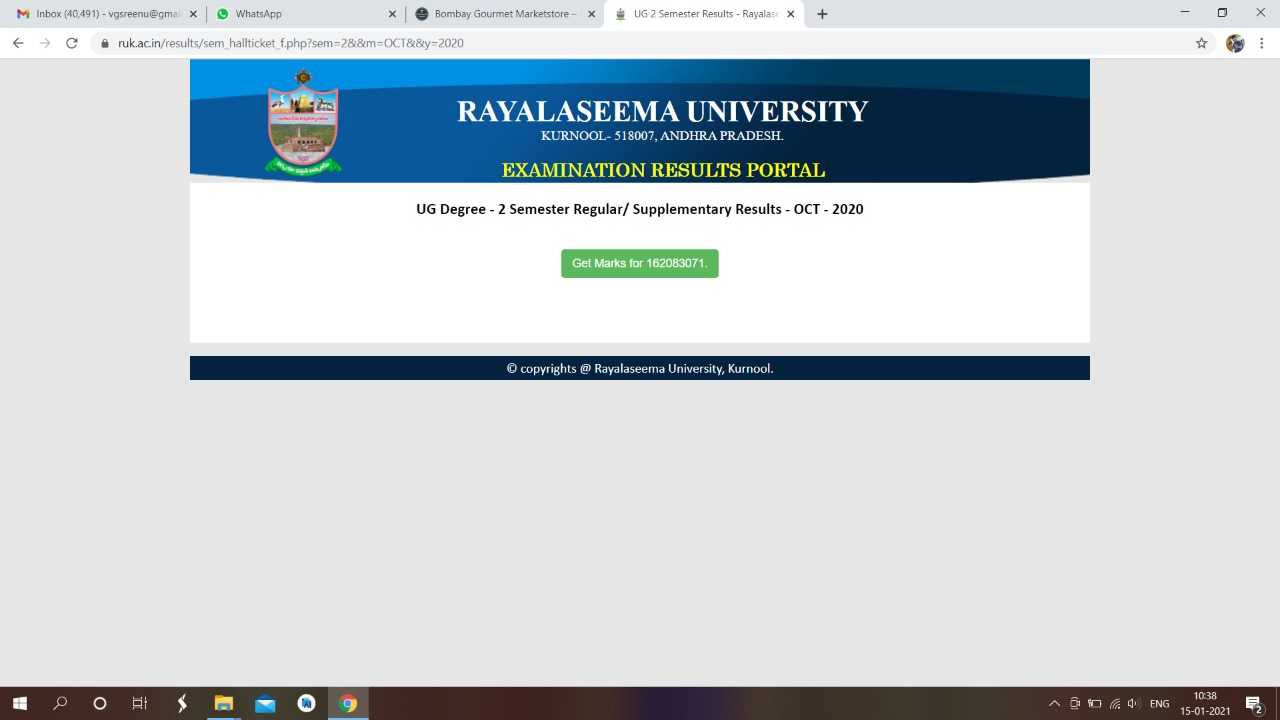 Inbox (40,491) - vgsreenu@gmai
WhatsApp
Bombay Rayalaseema Gourmet Marketstore -
UG 2 Semester Results - Rayalas
ruk.ac.in/results/sem_hallticket_f.php?sem=2&&m=OCT&&y=2020
RAYALASEEMA UNIVERSITY
KURNOOL- 518007, ANDHRA PRADESH.
EXAMINATION RESULTS PORTAL
UG Degree - 2 Semester Regular/ Supplementary Results - OCT - 2020
Get Marks for 162083071.
© copyrights @ Rayalaseema University, Kurnool.
ENG
10:38
15-01-2021
2